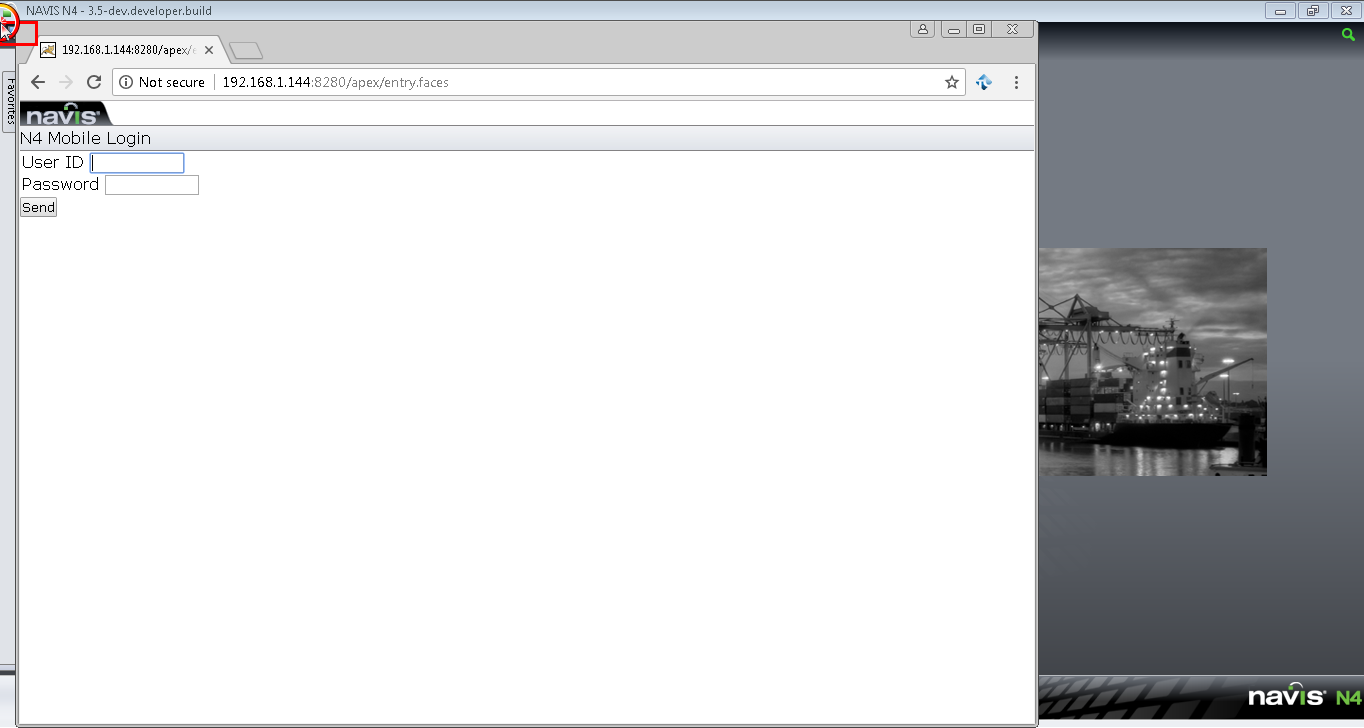 NAVIS N4 - 3.5-dev.developer.build
192.168.1.144:8280/apex/e
Favorites
Not secure
192.168.1.144:8280/apex/entry.faces
navis
N4 Mobile Login
User ID
Password
Send
navis N4